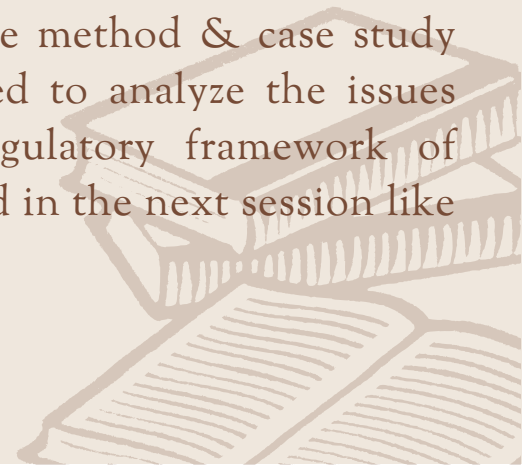 e method & case study
ed to analyze the issues
gulatory framework of
d in the next session like